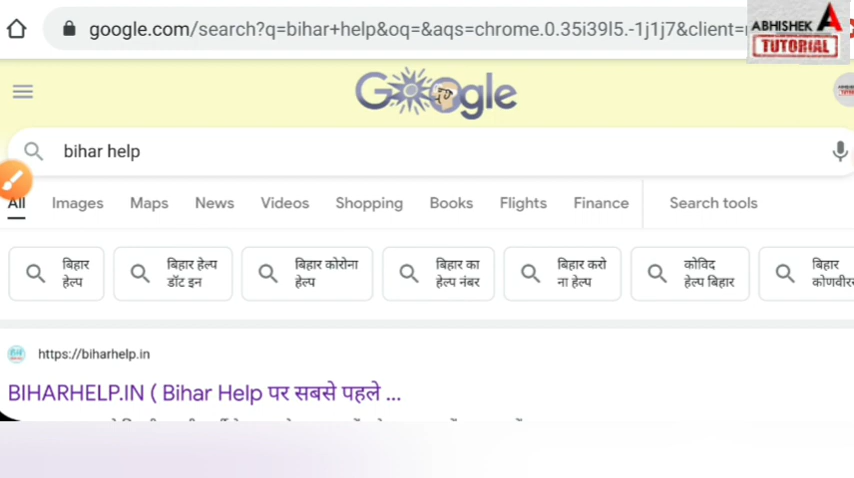 google.com/search?q=bihar+help&oq=&aqs=chrome.0.35i39l5.-1j1j7&client=
ABHISHEK A
TUTORIAL
Google
bihar help
All Images Maps News Videos Shopping Books Flights Finance Search tools
बिहार हेल्प
बिहार हेल्प डॉट इन
बिहार कोरोना हेल्प
बिहार का हेल्प नंबर
बिहार करो ना हेल्प
कोविद हेल्प बिहार
बिहार
https://biharhelp.in
BIHARHELP.IN ( Bihar Help पर सबसे पहले ...